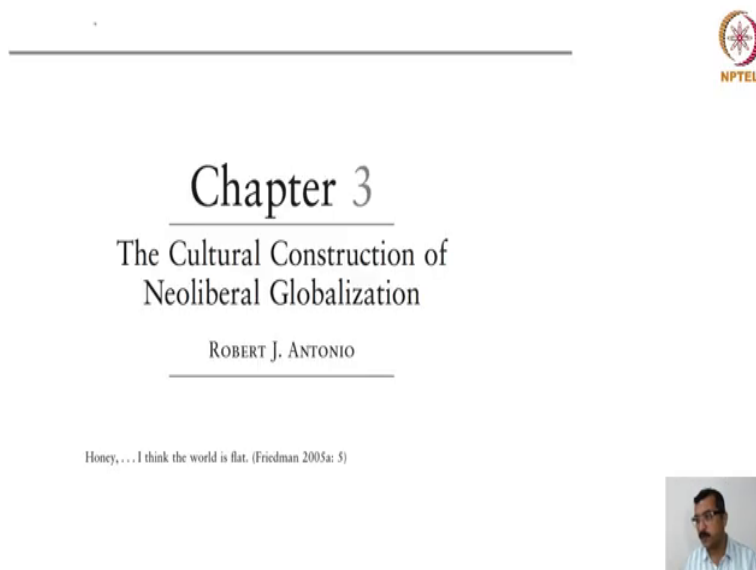 NPTEL
Chapter 3
The Cultural Construction of
Neoliberal Globalization
ROBERT J. ANTONIO
Honey, . . . I think the world is flat. (Friedman 2005a: 5)